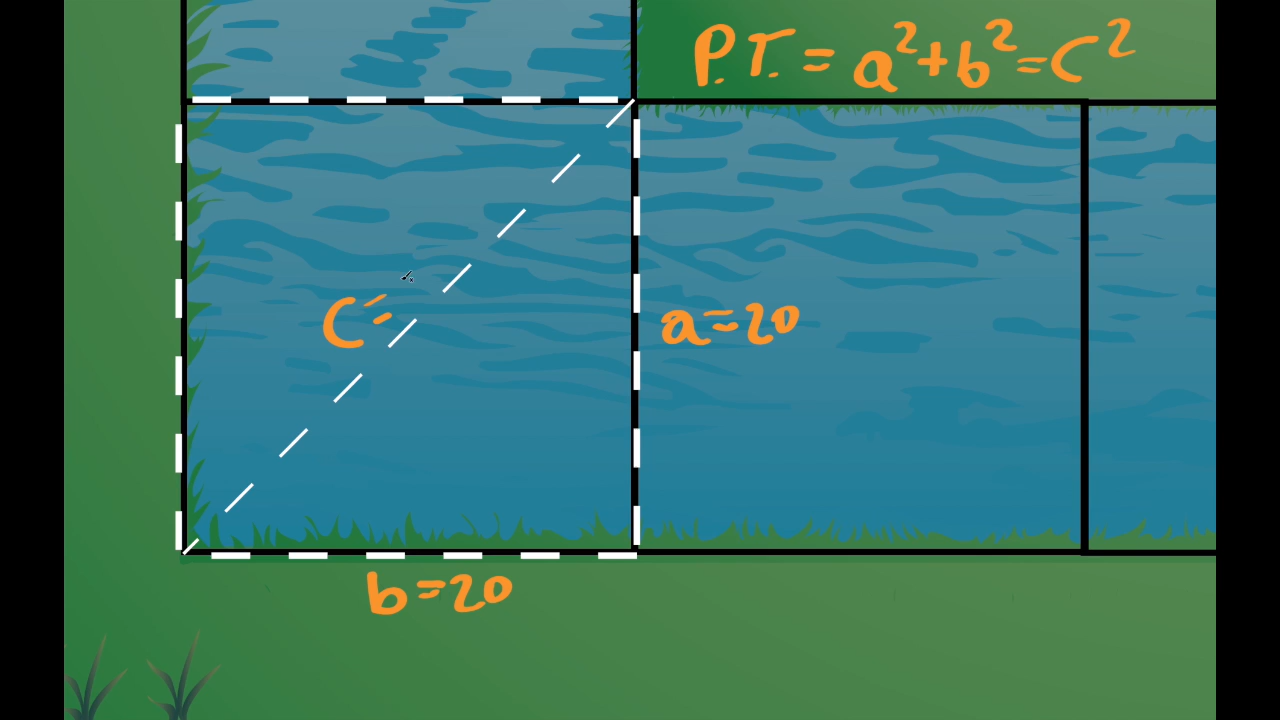 P.T. = a²+b²=C²
C=
a=20
b=20